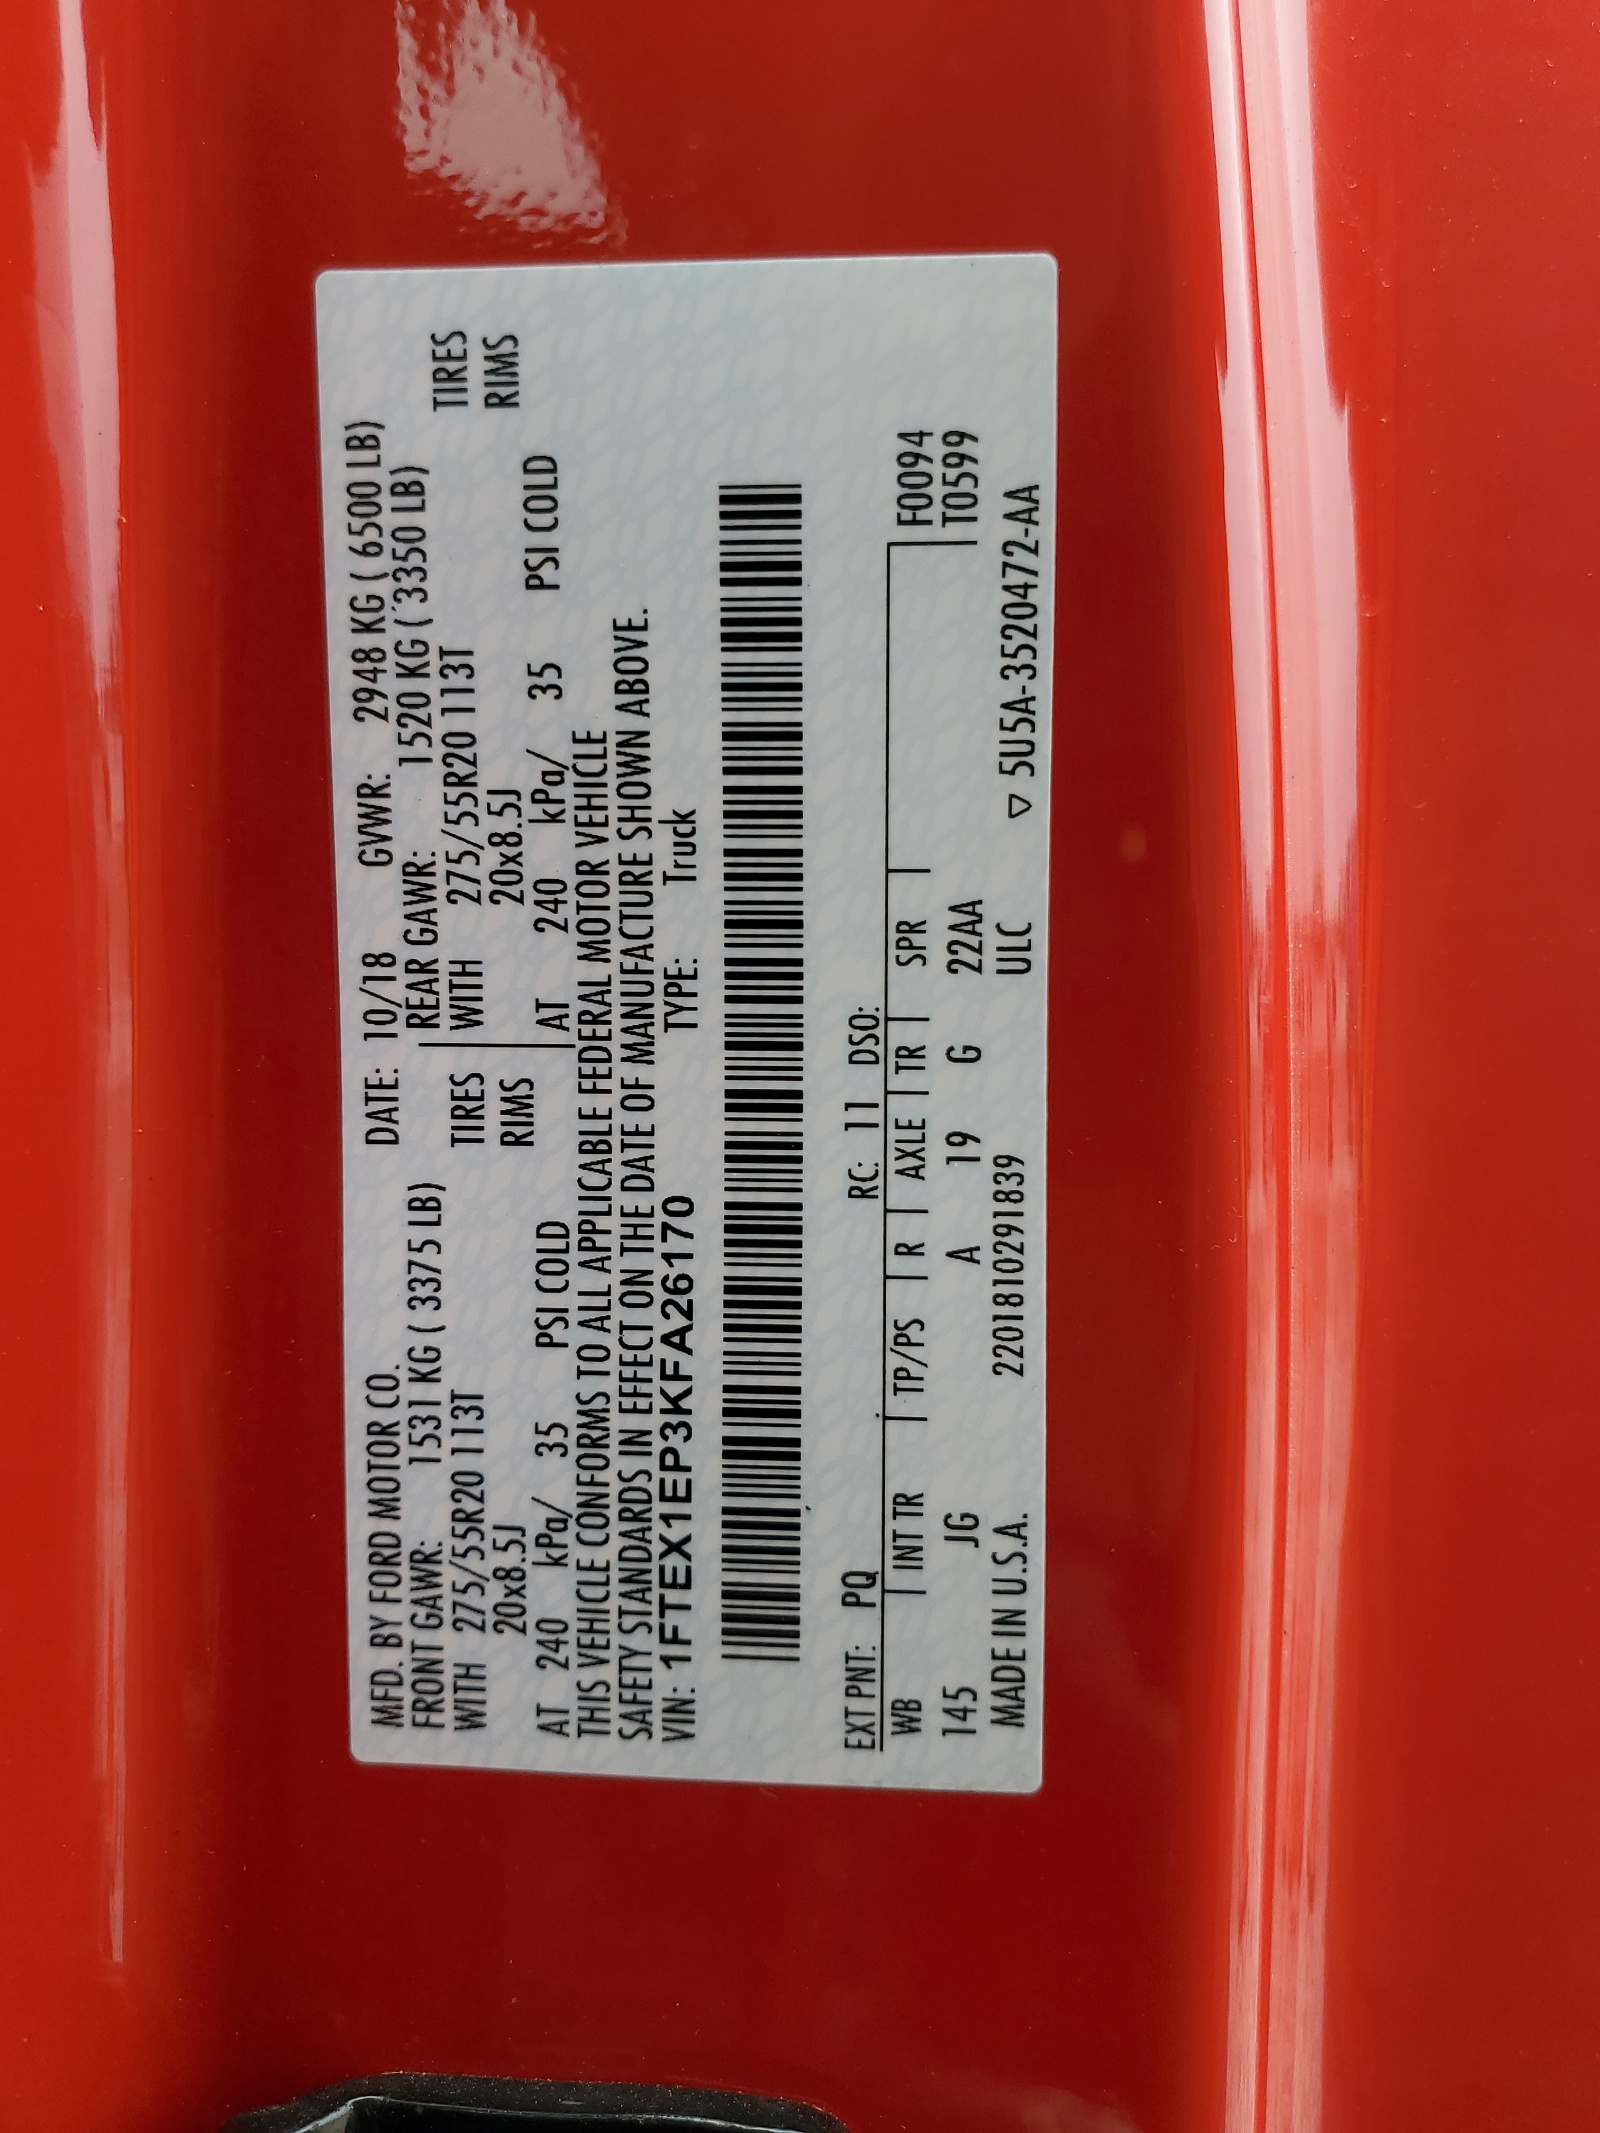 MFD. BY FORD MOTOR CO. DATE: 10/18 GVWR: 2948 KG ( 6500 LB)
FRONT GAWR: 1531 KG ( 3375 LB) REAR GAWR: 1520 KG ( 3350 LB)
WITH 275/55R20 113T TIRES WITH 275/55R20 113T TIRES
20x8.5J RIMS 20x8.5J RIMS
AT 240 kPa/ 35 PSI COLD AT 240 kPa/ 35 PSI COLD
THIS VEHICLE CONFORMS TO ALL APPLICABLE FEDERAL MOTOR VEHICLE
SAFETY STANDARDS IN EFFECT ON THE DATE OF MANUFACTURE SHOWN ABOVE.
VIN: 1FTEX1EP3KFA26170 TYPE: Truck
EXT PNT: PQ RC: 11 DSO:
WB INT TR TP/PS R AXLE TR SPR F0094
145 JG A 19 G 22AA T0599
MADE IN U.S.A. 2201810291839 ULC ▽ 5U5A-3520472-AA